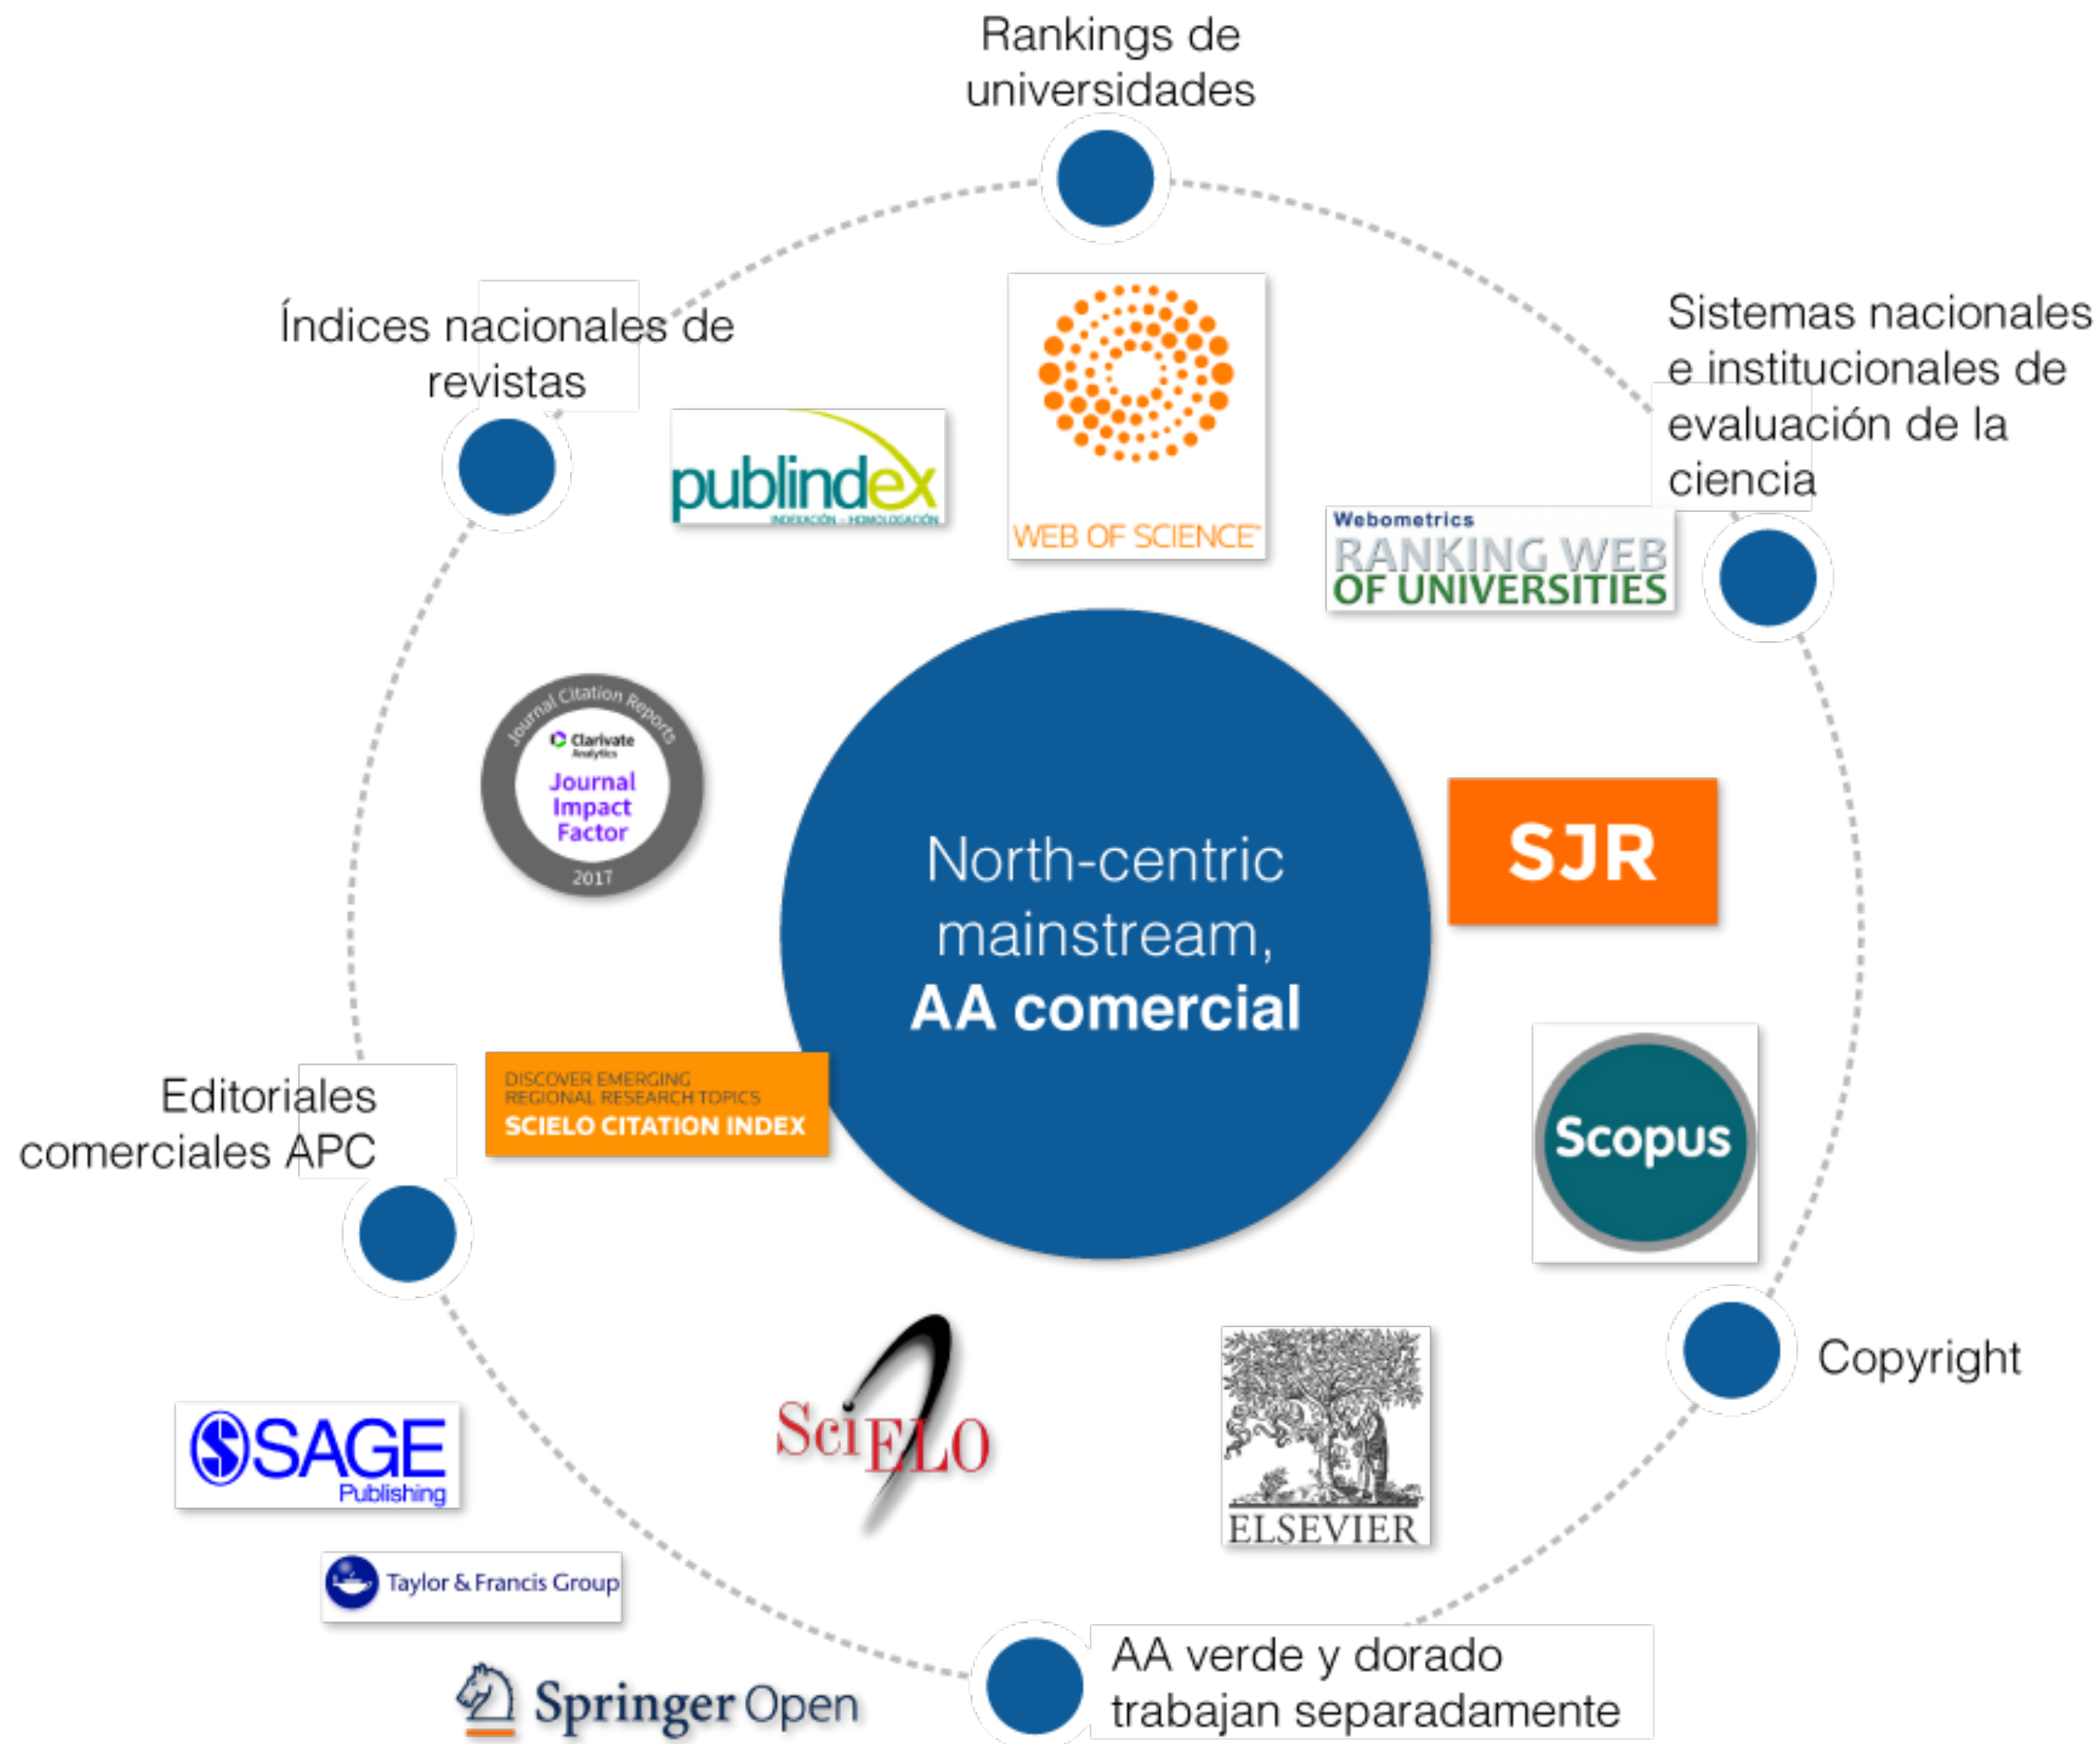 Rankings de
universidades
Índices nacionales de
revistas
Sistemas nacionales
e institucionales de
evaluación de la
ciencia
publindex
INDEXACIÓN - HOMOLOGACIÓN
WEB OF SCIENCE™
Webometrics
RANKING WEB
OF UNIVERSITIES
Journal Citation Reports
Clarivate
Analytics
Journal
Impact
Factor
2017
North-centric
mainstream,
AA comercial
SJR
Scopus
Editoriales
comerciales APC
DISCOVER EMERGING
REGIONAL RESEARCH TOPICS
SCIELO CITATION INDEX
Copyright
SciELO
ELSEVIER
SAGE
Publishing
Taylor & Francis Group
Springer Open
AA verde y dorado
trabajan separadamente